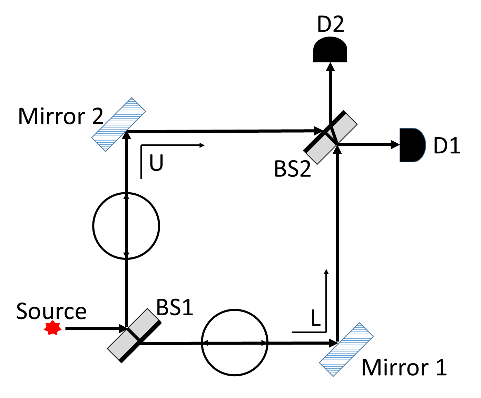 D2
Mirror 2
D1
U
BS2
Source
BS1
L
Mirror 1